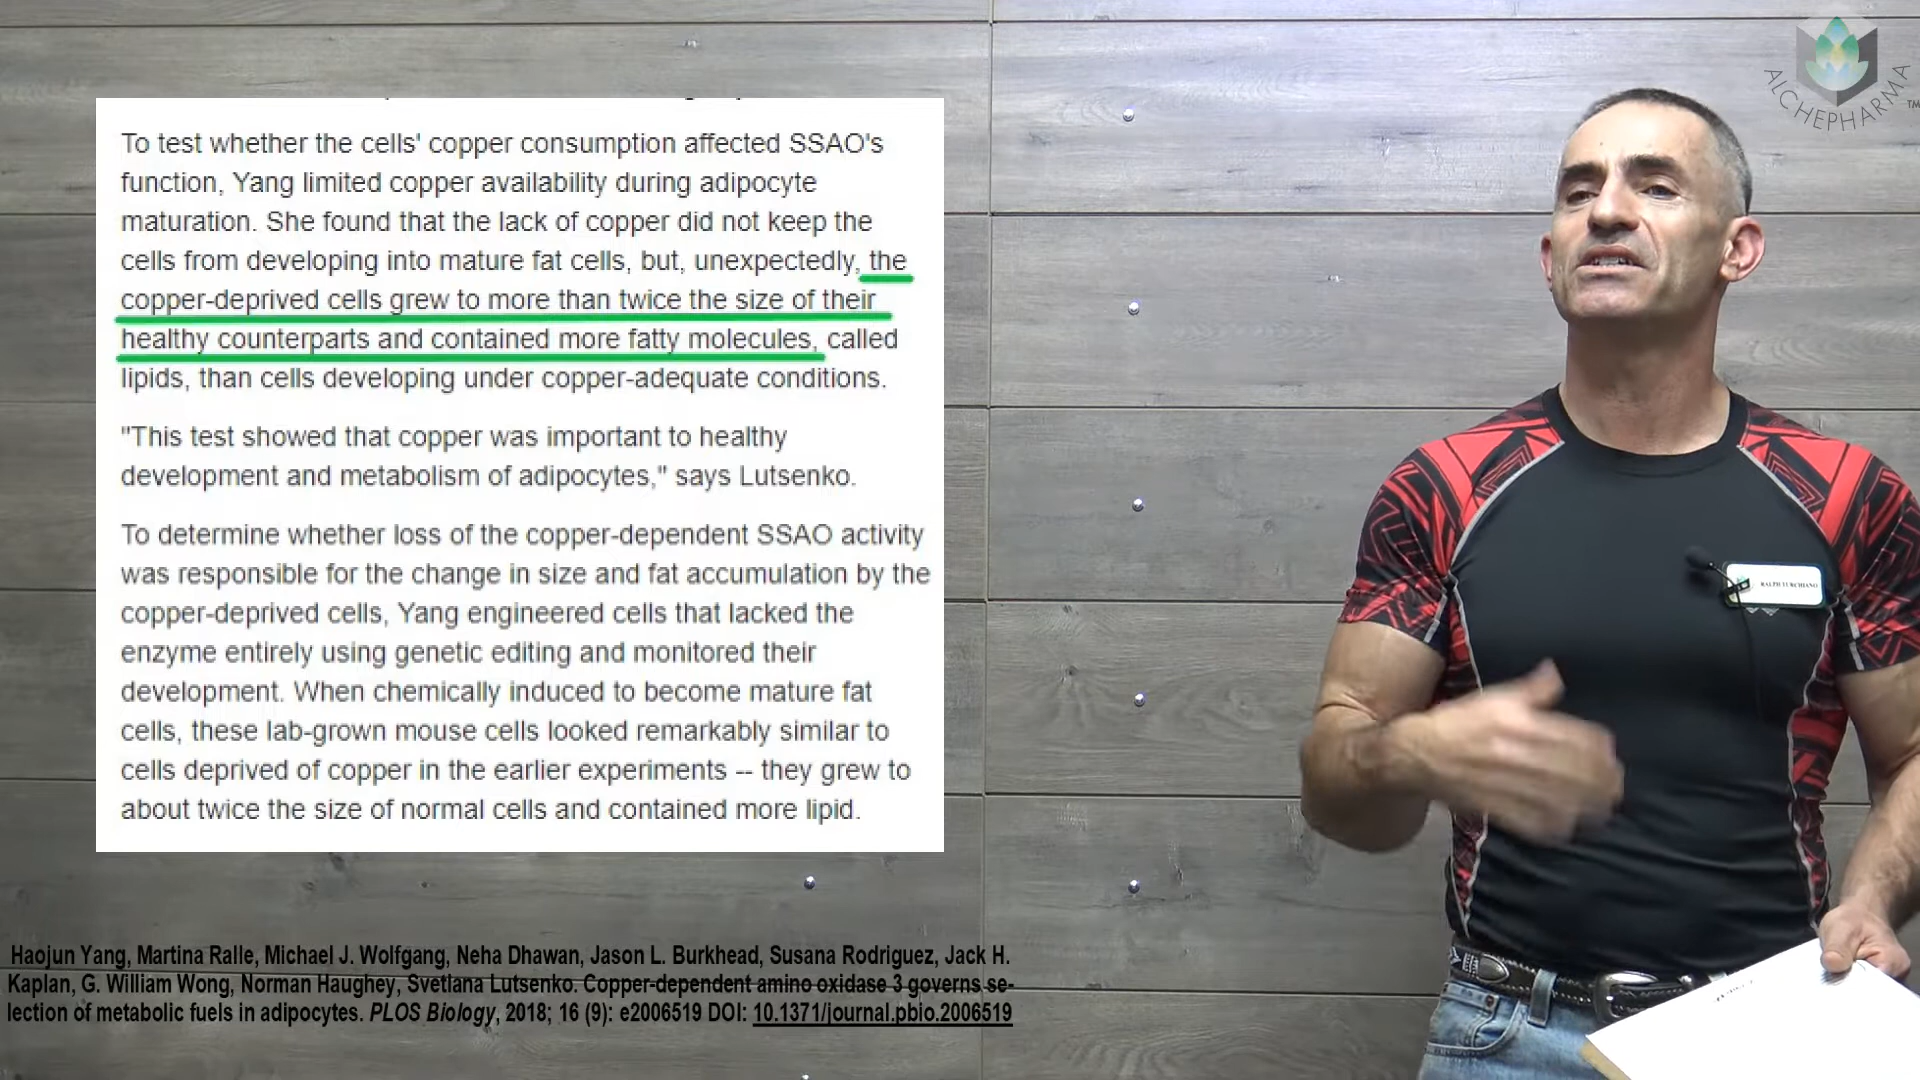 To test whether the cells' copper consumption affected SSAO's
function, Yang limited copper availability during adipocyte
maturation. She found that the lack of copper did not keep the
cells from developing into mature fat cells, but, unexpectedly, the
copper-deprived cells grew to more than twice the size of their
healthy counterparts and contained more fatty molecules, called
lipids, than cells developing under copper-adequate conditions.
"This test showed that copper was important to healthy
development and metabolism of adipocytes," says Lutsenko.
To determine whether loss of the copper-dependent SSAO activity
was responsible for the change in size and fat accumulation by the
copper-deprived cells, Yang engineered cells that lacked the
enzyme entirely using genetic editing and monitored their
development. When chemically induced to become mature fat
cells, these lab-grown mouse cells looked remarkably similar to
cells deprived of copper in the earlier experiments -- they grew to
about twice the size of normal cells and contained more lipid.
Haojun Yang, Martina Ralle, Michael J. Wolfgang, Neha Dhawan, Jason L. Burkhead, Susana Rodriguez, Jack H.
Kaplan, G. William Wong, Norman Haughey, Svetlana Lutsenko. Copper-dependent amino oxidase 3 governs se-
lection of metabolic fuels in adipocytes. PLOS Biology, 2018; 16 (9): e2006519 DOI: 10.1371/journal.pbio.2006519
ALCHEPHARMA™
RALPH TURCHIANO